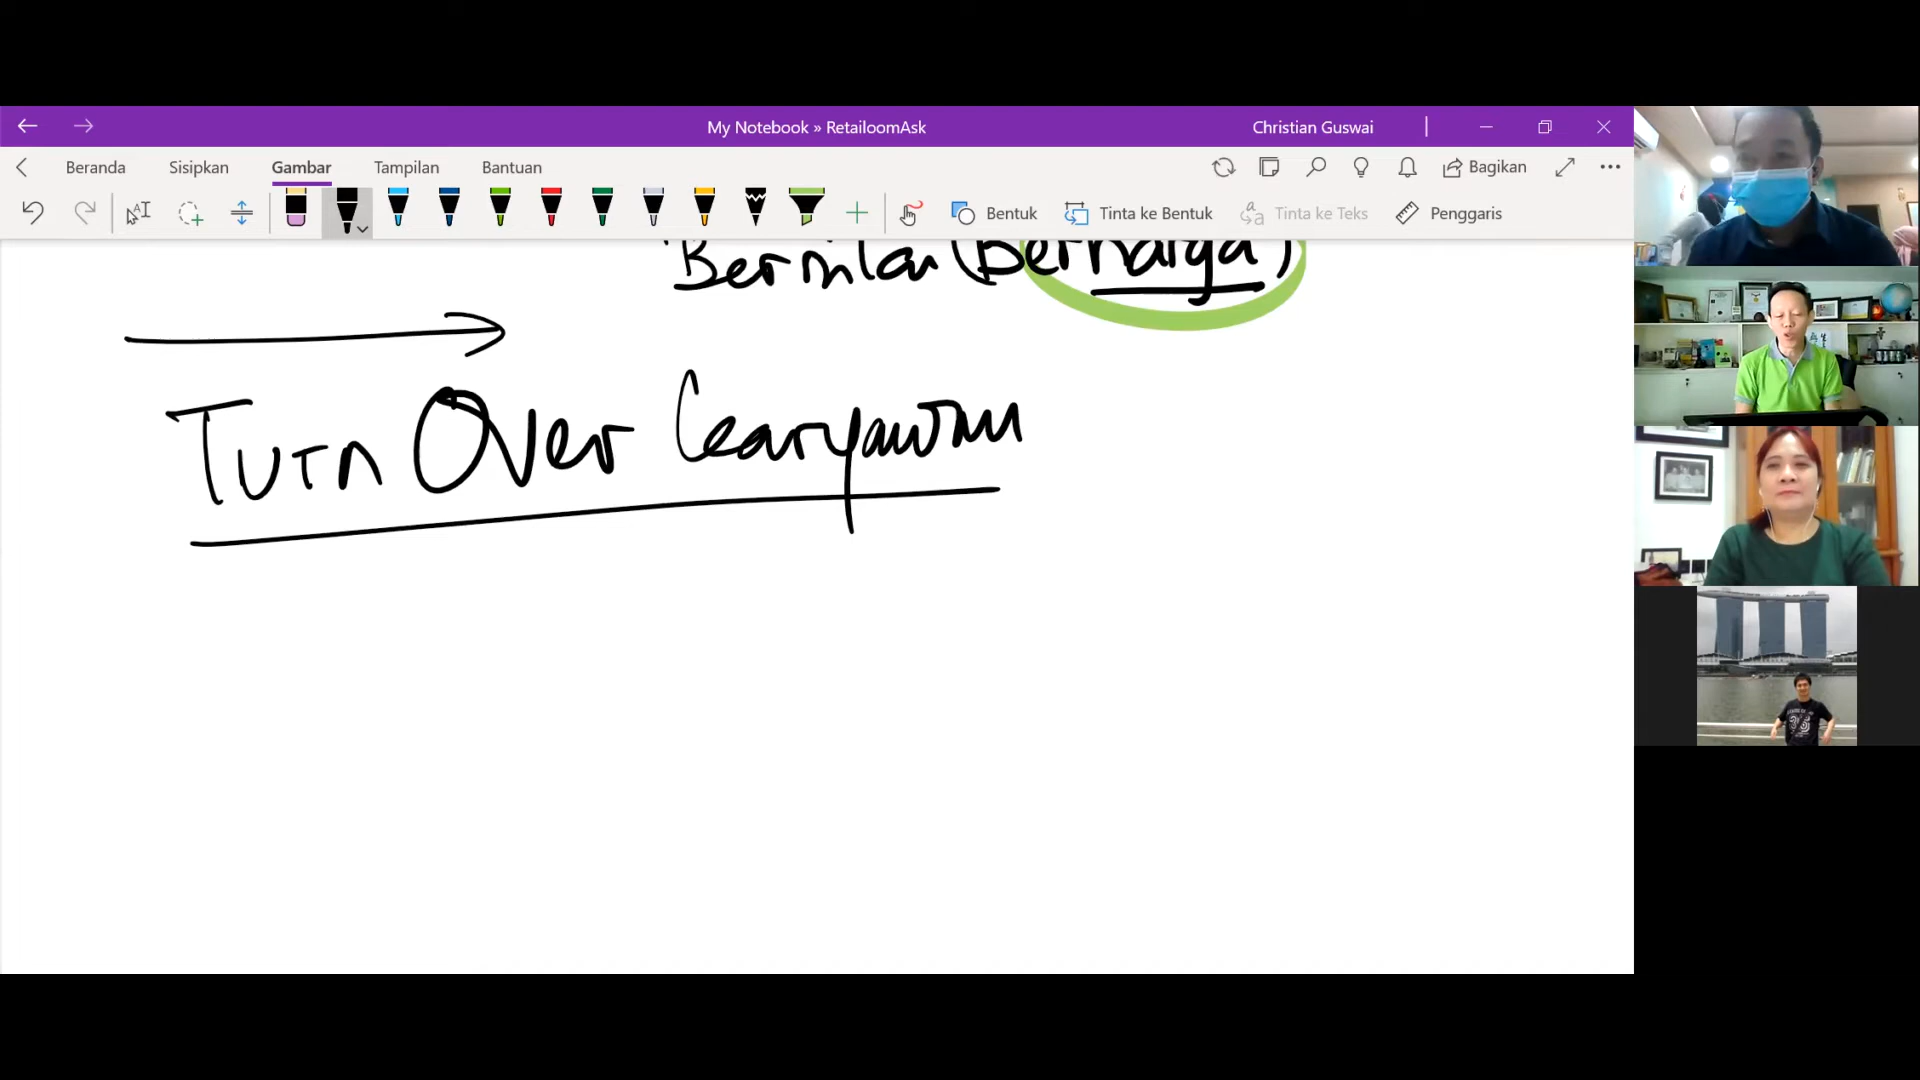 My Notebook » RetailoomAsk
Christian Guswai
Beranda Sisipkan Gambar Tampilan Bantuan
Bagikan
Bentuk Tinta ke Bentuk Tinta ke Teks Penggaris
Bernilai (Berharga)
Turn Over Karyawan